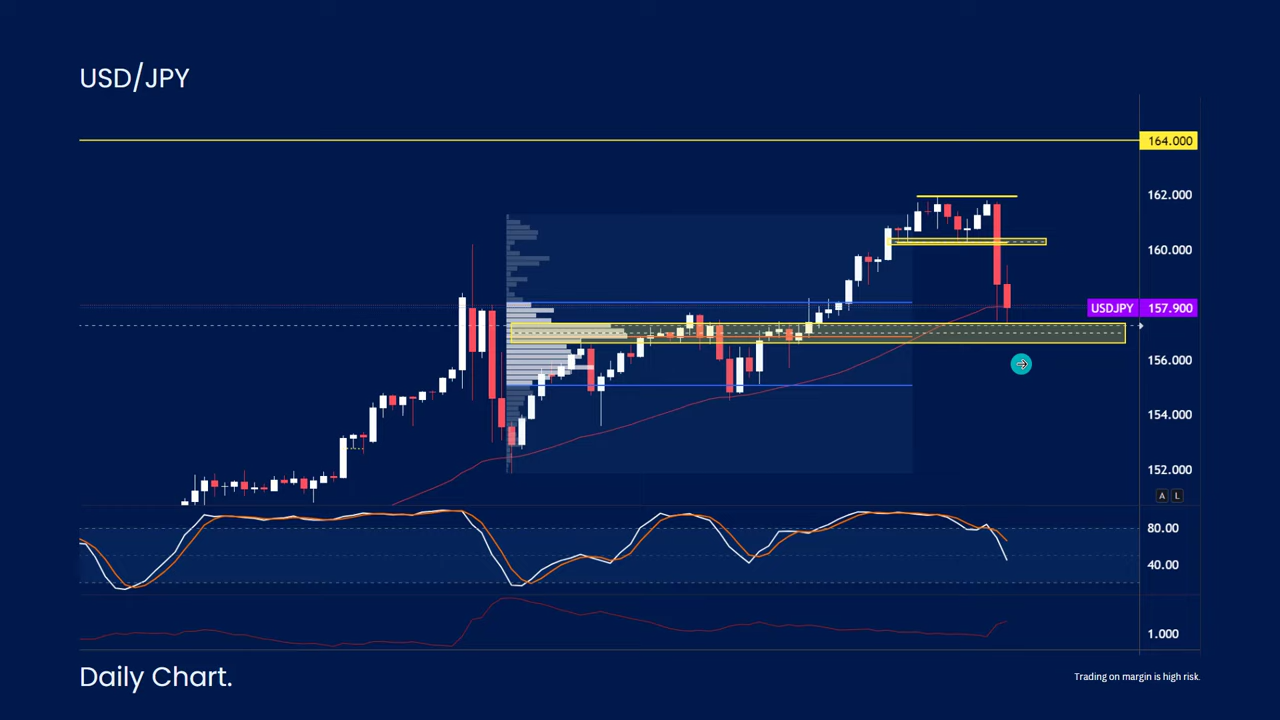 USD/JPY
164.000
162.000
160.000
USDJPY 157.900
156.000
154.000
152.000
A L
80.00
40.00
1.000
Daily Chart.
Trading on margin is high risk.